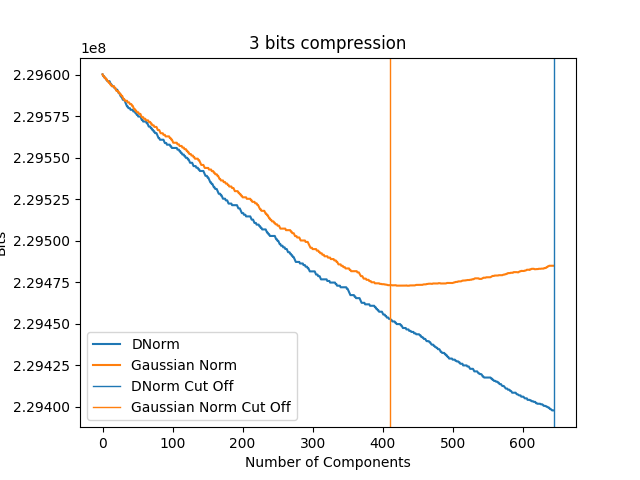 3 bits compression
1e8
2.29600
2.29575
2.29550
2.29525
2.29500
2.29475
2.29450
2.29425
2.29400
Bits
DNorm
Gaussian Norm
DNorm Cut Off
Gaussian Norm Cut Off
0 100 200 300 400 500 600
Number of Components